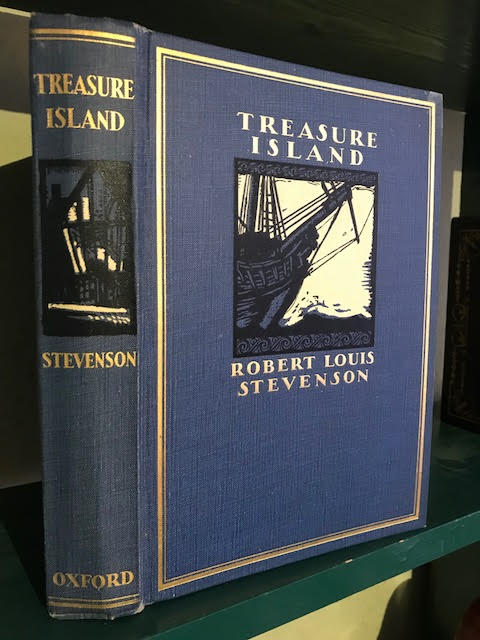 TREASURE
ISLAND
STEVENSON
OXFORD
TREASURE
ISLAND
ROBERT LOUIS
STEVENSON